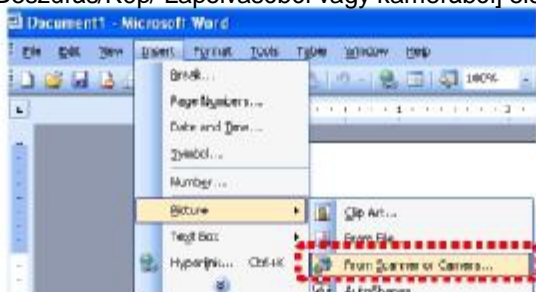 Beszúrás/Kép/ Lapolvasóból vagy kamerából]
Document1 - Microsoft Word
File Edit View Insert Format Tools Table Window Help
100%
Break...
Page Numbers...
Date and Time...
Symbol...
Number...
Picture
Clip Art...
Text Box
From File...
Hyperlink... Ctrl+K
From Scanner or Camera...
AutoShapes